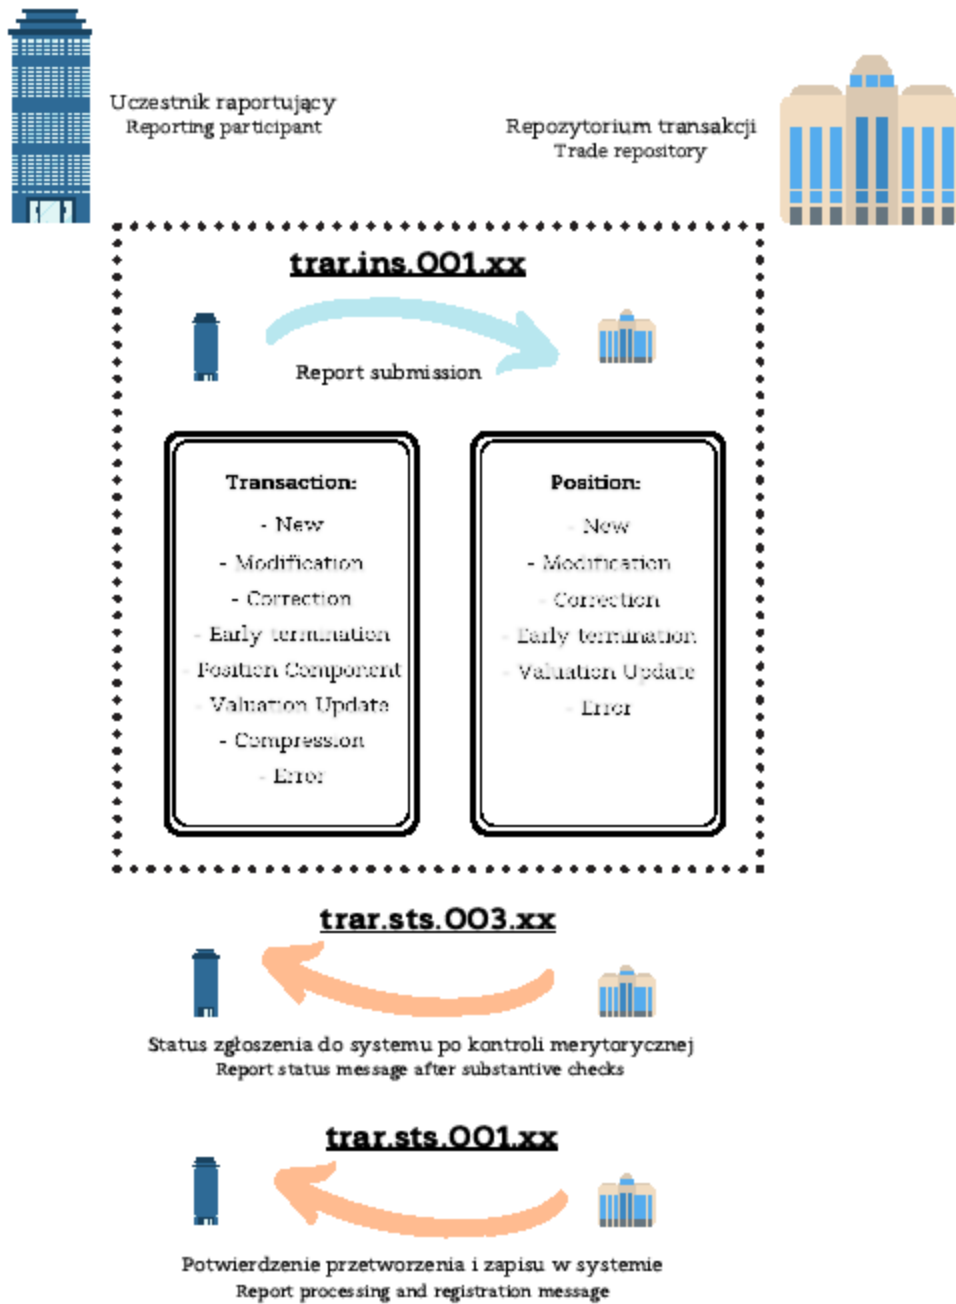 Uczestnik raportujący
Reporting participant
Repozytorium transakcji
Trade repository
trar.ins.001.xx
Report submission
Transaction:
- New
- Modification
- Correction
- Early termination
- Position Component
- Valuation Update
- Compression
- Error
Position:
- New
- Modification
- Correction
- Early termination
- Valuation Update
- Error
trar.sts.003.xx
Status zgłoszenia do systemu po kontroli merytorycznej
Report status message after substantive checks
trar.sts.001.xx
Potwierdzenie przetworzenia i zapisu w systemie
Report processing and registration message